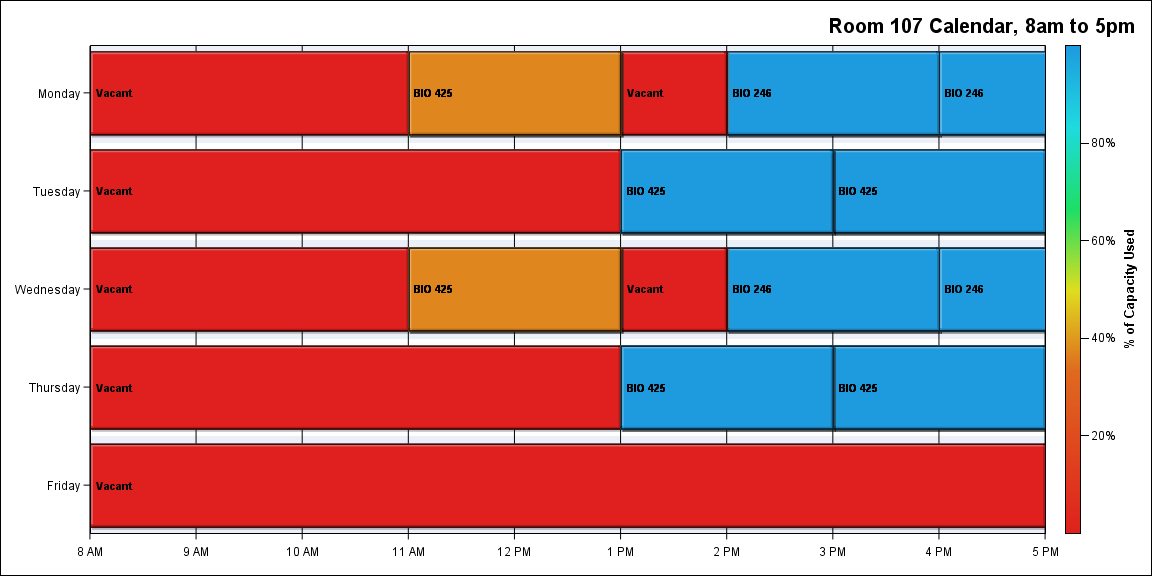 Room 107 Calendar, 8am to 5pm
Monday
Vacant
BIO 425
Vacant
BIO 246
BIO 246
Tuesday
Vacant
BIO 425
BIO 425
Wednesday
Vacant
BIO 425
Vacant
BIO 246
BIO 246
Thursday
Vacant
BIO 425
BIO 425
Friday
Vacant
8 AM
9 AM
10 AM
11 AM
12 PM
1 PM
2 PM
3 PM
4 PM
5 PM
80%
60%
40%
20%
% of Capacity Used